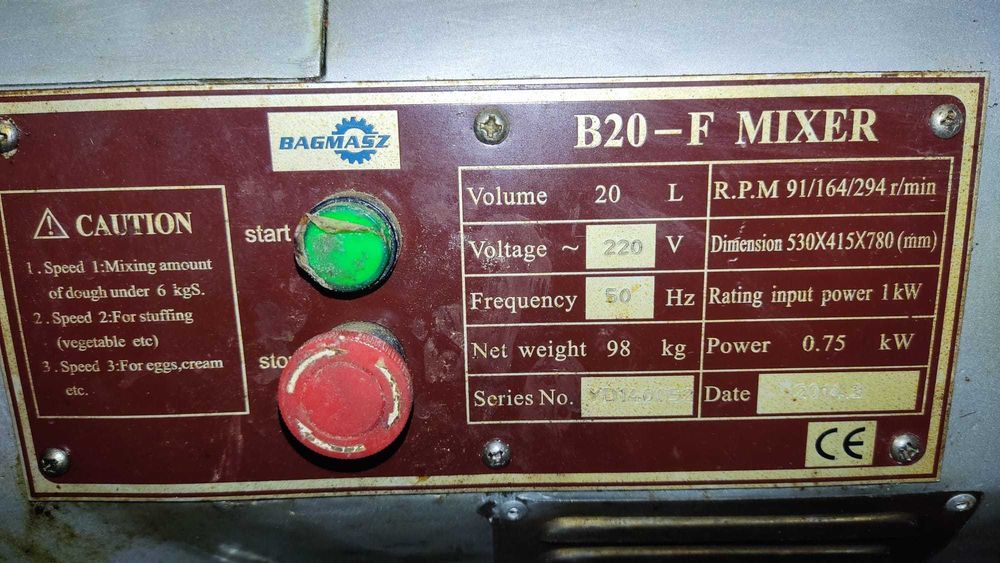 BAGMASZ
B20-F MIXER
CAUTION
1. Speed 1:Mixing amount
of dough under 6 kgS.
2. Speed 2:For stuffing
(vegetable etc)
3. Speed 3:For eggs,cream
etc.
start
stop
Volume 20 L
Voltage ~ 220 V
Frequency 50 Hz
Net weight 98 kg
Series No.
R.P.M 91/164/294 r/min
Dimension 530X415X780 (mm)
Rating input power 1kW
Power 0.75 kW
Date
CE